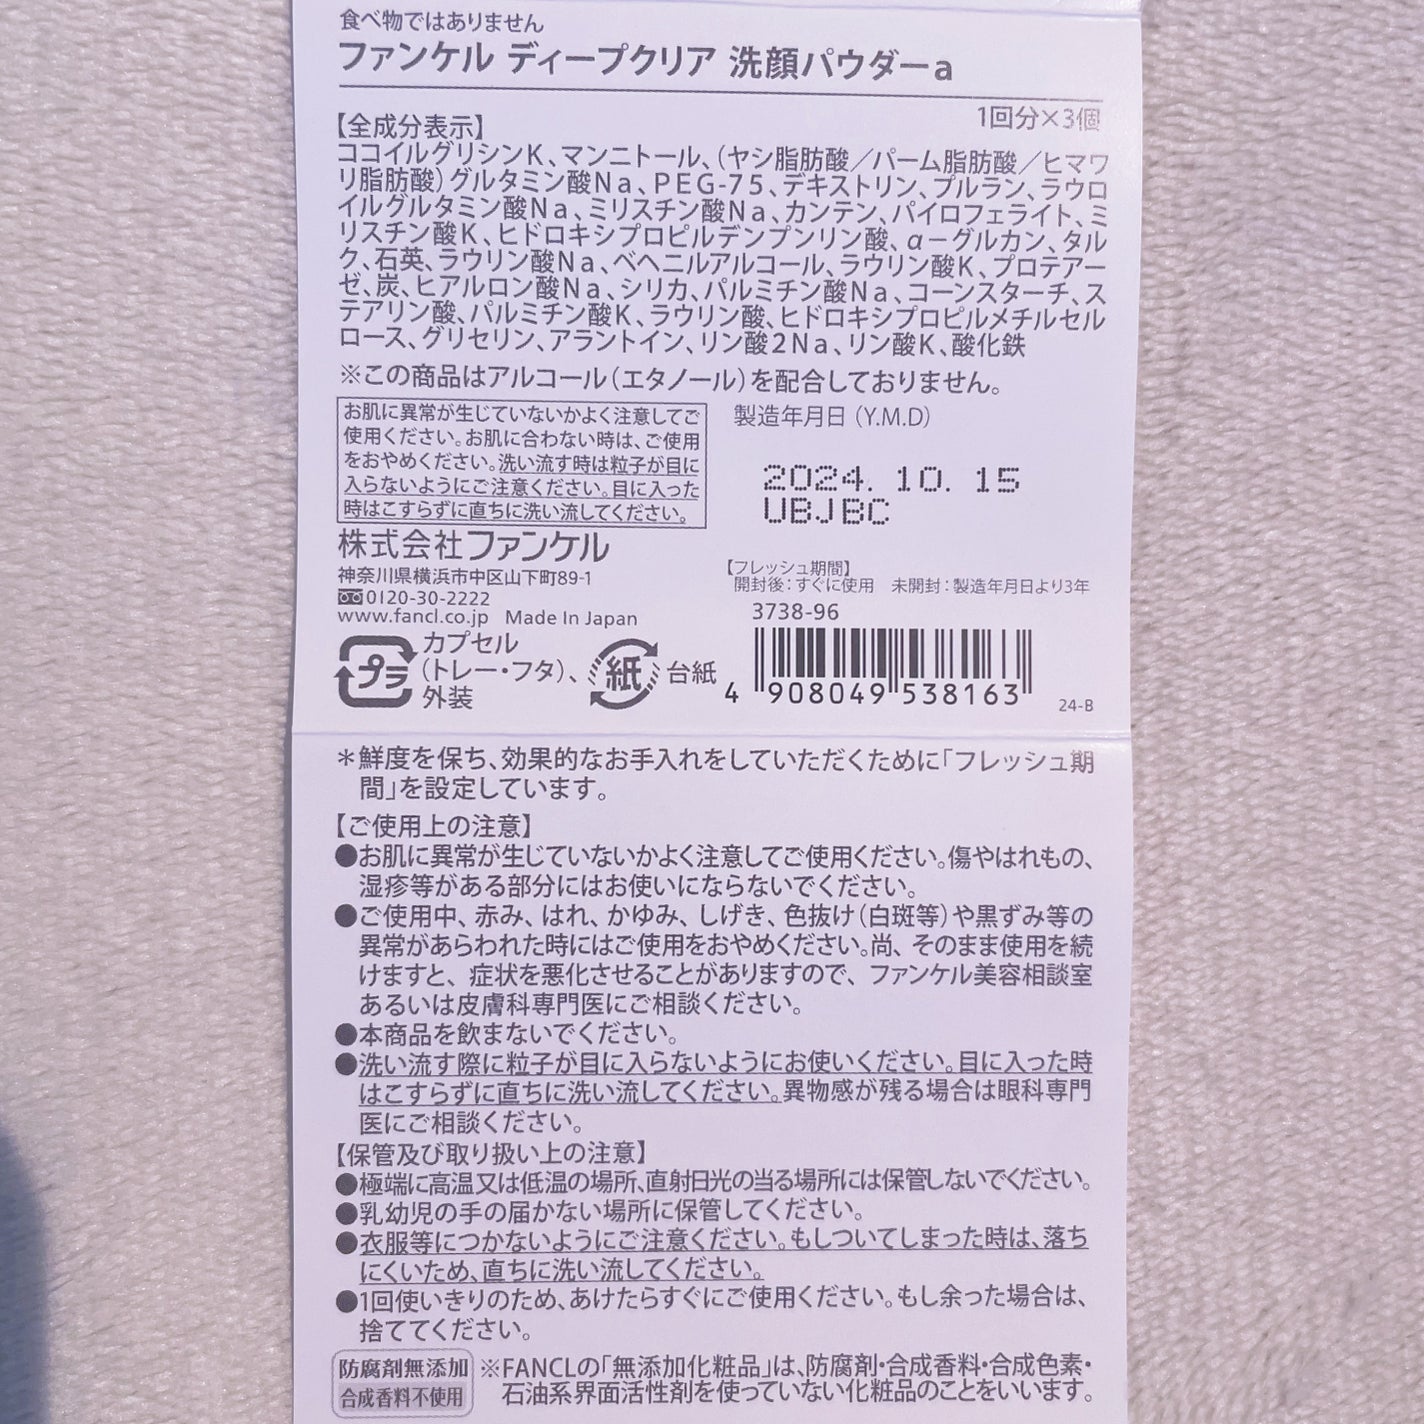 食べ物ではありません
ファンケル ディープクリア 洗顔パウダーa
1回分×3個
【全成分表示】
ココイルグリシンK、マンニトール、(ヤシ脂肪酸／パーム脂肪酸／ヒマワ
リ脂肪酸)グルタミン酸Na、PEG-75、デキストリン、プルラン、ラウロ
イルグルタミン酸Na、ミリスチン酸Na、カンテン、パイロフェライト、ミ
リスチン酸K、ヒドロキシプロピルデンプンリン酸、α－グルカン、タル
ク、石英、ラウリン酸Na、ベヘニルアルコール、ラウリン酸K、プロテアー
ゼ、炭、ヒアルロン酸Na、シリカ、パルミチン酸Na、コーンスターチ、ス
テアリン酸、パルミチン酸K、ラウリン酸、ヒドロキシプロピルメチルセル
ロース、グリセリン、アラントイン、リン酸2Na、リン酸K、酸化鉄
※この商品はアルコール(エタノール)を配合しておりません。
お肌に異常が生じていないかよく注意してご
使用ください。お肌に合わない時は、ご使用
をおやめください。洗い流す時は粒子が目に
入らないようにご注意ください。目に入った
時はこすらずに直ちに洗い流してください。
製造年月日 (Y.M.D)
2024. 10. 15
UBJBC
株式会社ファンケル
神奈川県横浜市中区山下町89-1
0120-30-2222
www.fancl.co.jp Made In Japan
【フレッシュ期間】
開封後：すぐに使用 未開封：製造年月日より3年
3738-96
プラ
カプセル
(トレー・フタ)、
外装
紙
台紙
4 908049 538163
24-B
＊鮮度を保ち、効果的なお手入れをしていただくために「フレッシュ期
間」を設定しています。
【ご使用上の注意】
●お肌に異常が生じていないかよく注意してご使用ください。傷やはれもの、
湿疹等がある部分にはお使いにならないでください。
●ご使用中、赤み、はれ、かゆみ、しげき、色抜け(白斑等)や黒ずみ等の
異常があらわれた時にはご使用をおやめください。尚、そのまま使用を続
けますと、症状を悪化させることがありますので、ファンケル美容相談室
あるいは皮膚科専門医にご相談ください。
●本商品を飲まないでください。
●洗い流す際に粒子が目に入らないようにお使いください。目に入った時
はこすらずに直ちに洗い流してください。異物感が残る場合は眼科専門
医にご相談ください。
【保管及び取り扱い上の注意】
●極端に高温又は低温の場所、直射日光の当る場所には保管しないでください。
●乳幼児の手の届かない場所に保管してください。
●衣服等につかないようにご注意ください。もしついてしまった時は、落ち
にくいため、直ちに洗い流してください。
●1回使いきりのため、あけたらすぐにご使用ください。もし余った場合は、
捨ててください。
防腐剤無添加
合成香料不使用
※FANCLの「無添加化粧品」は、防腐剤・合成香料・合成色素・
石油系界面活性剤を使っていない化粧品のことをいいます。